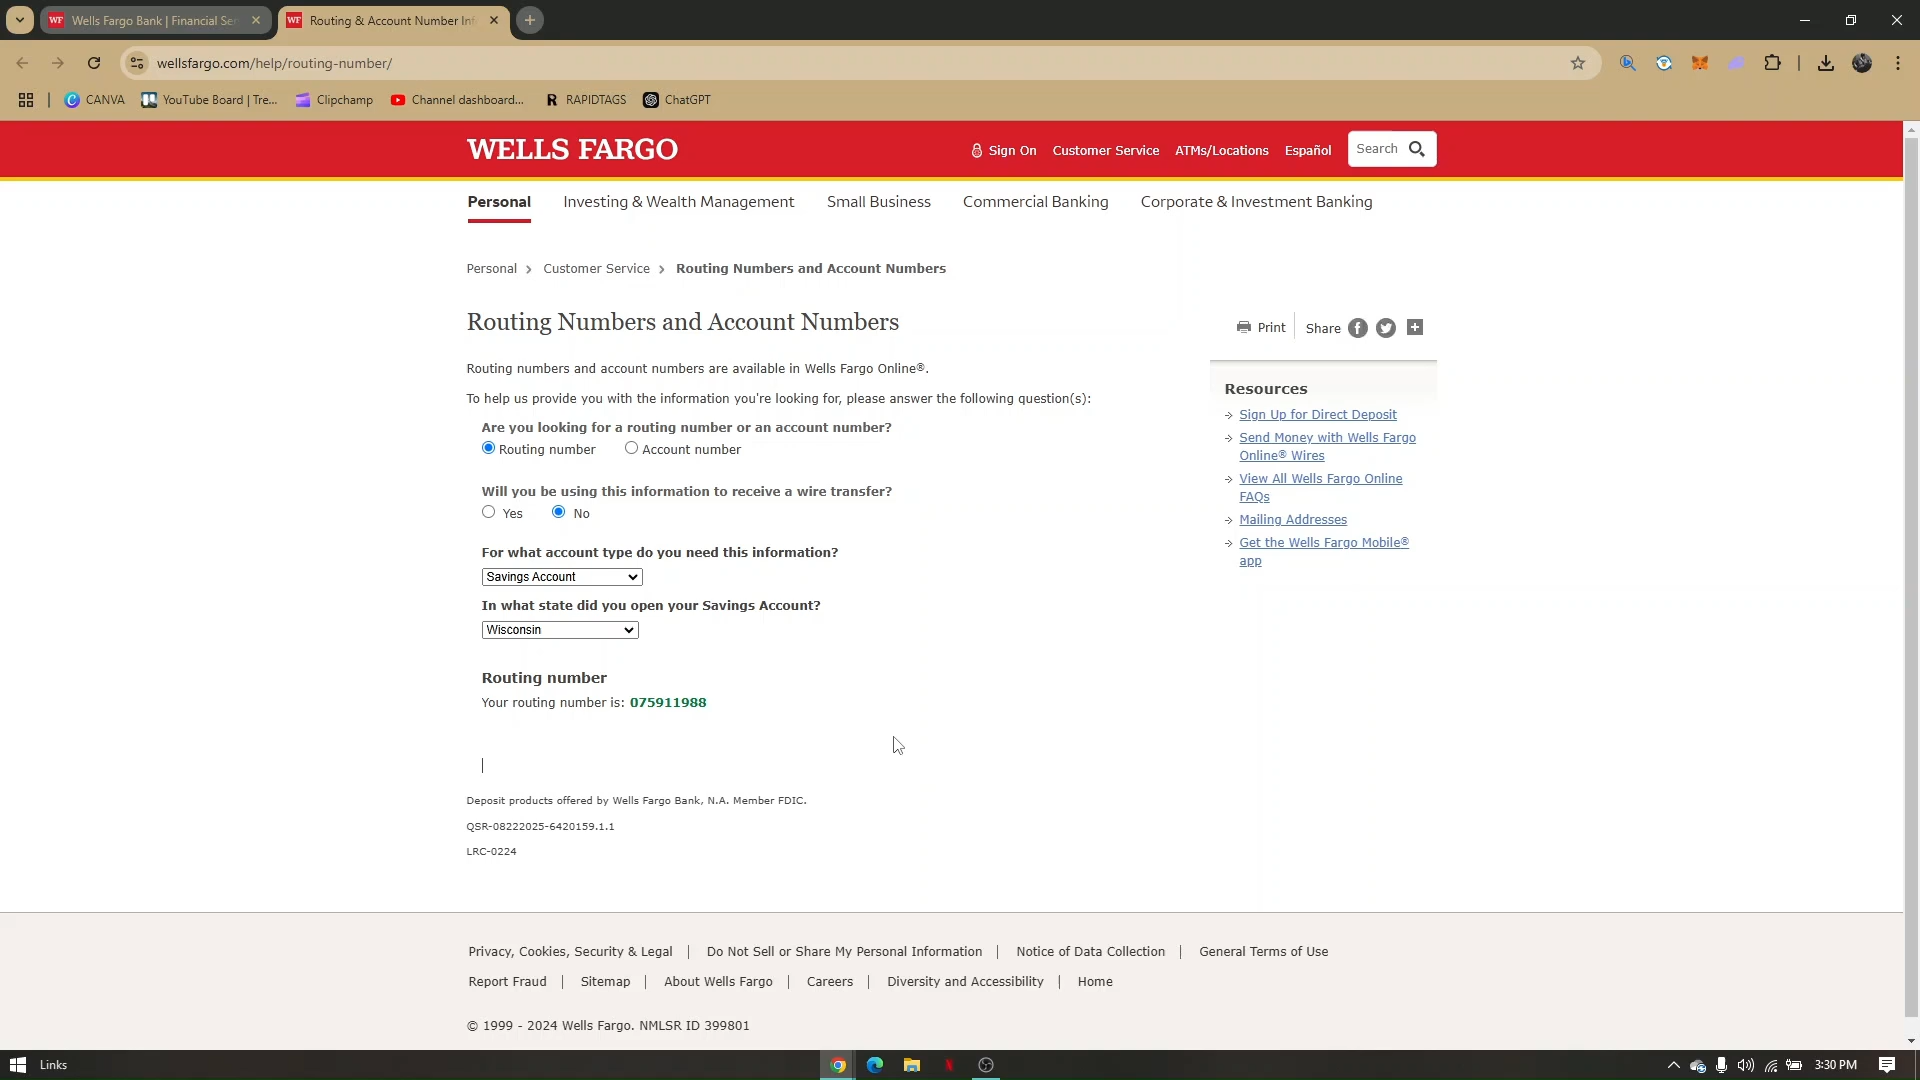 WF Wells Fargo Bank | Financial Ser
WF Routing & Account Number In
wellsfargo.com/help/routing-number/
CANVA
YouTube Board | Tre...
Clipchamp
Channel dashboard...
R RAPIDTAGS
ChatGPT
WELLS FARGO
Sign On
Customer Service
ATMs/Locations
Español
Search
Personal
Investing & Wealth Management
Small Business
Commercial Banking
Corporate & Investment Banking
Personal > Customer Service > Routing Numbers and Account Numbers
Routing Numbers and Account Numbers
Print
Share
Routing numbers and account numbers are available in Wells Fargo Online®.
To help us provide you with the information you're looking for, please answer the following question(s):
Are you looking for a routing number or an account number?
Routing number
Account number
Will you be using this information to receive a wire transfer?
Yes
No
For what account type do you need this information?
Savings Account
In what state did you open your Savings Account?
Wisconsin
Routing number
Your routing number is: 075911988
Resources
Sign Up for Direct Deposit
Send Money with Wells Fargo
Online® Wires
View All Wells Fargo Online
FAQs
Mailing Addresses
Get the Wells Fargo Mobile®
app
Deposit products offered by Wells Fargo Bank, N.A. Member FDIC.
QSR-08222025-6420159.1.1
LRC-0224
Privacy, Cookies, Security & Legal | Do Not Sell or Share My Personal Information | Notice of Data Collection | General Terms of Use
Report Fraud | Sitemap | About Wells Fargo | Careers | Diversity and Accessibility | Home
© 1999 - 2024 Wells Fargo. NMLSR ID 399801
Links
3:30 PM